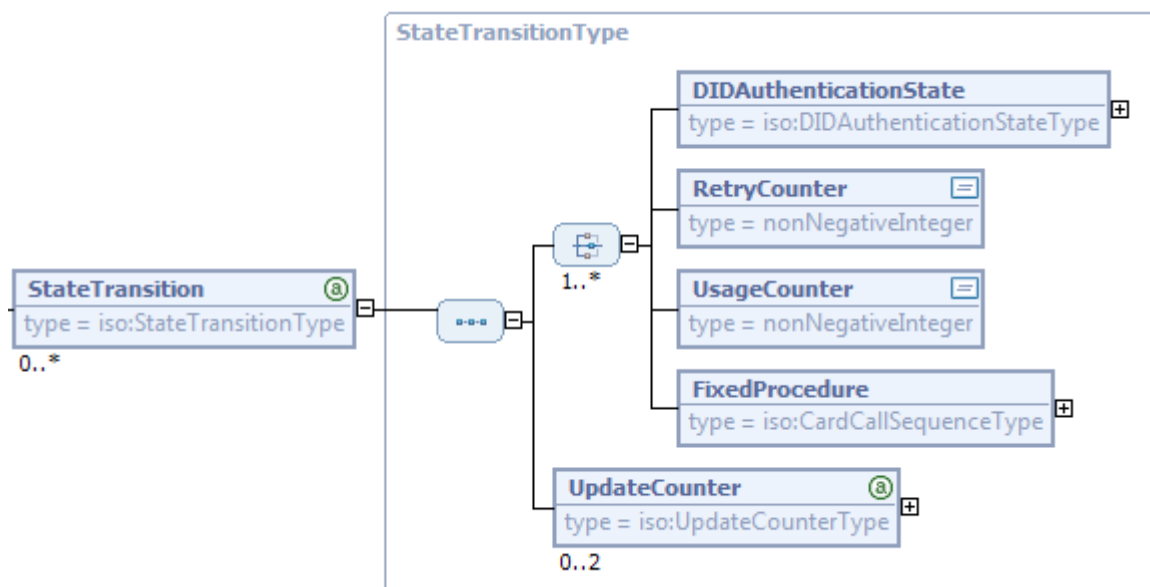 StateTransitionType
DIDAuthenticationState
type = iso:DIDAuthenticationStateType
RetryCounter
type = nonNegativeInteger
1..*
StateTransition
type = iso:StateTransitionType
0..*
UsageCounter
type = nonNegativeInteger
FixedProcedure
type = iso:CardCallSequenceType
UpdateCounter
type = iso:UpdateCounterType
0..2